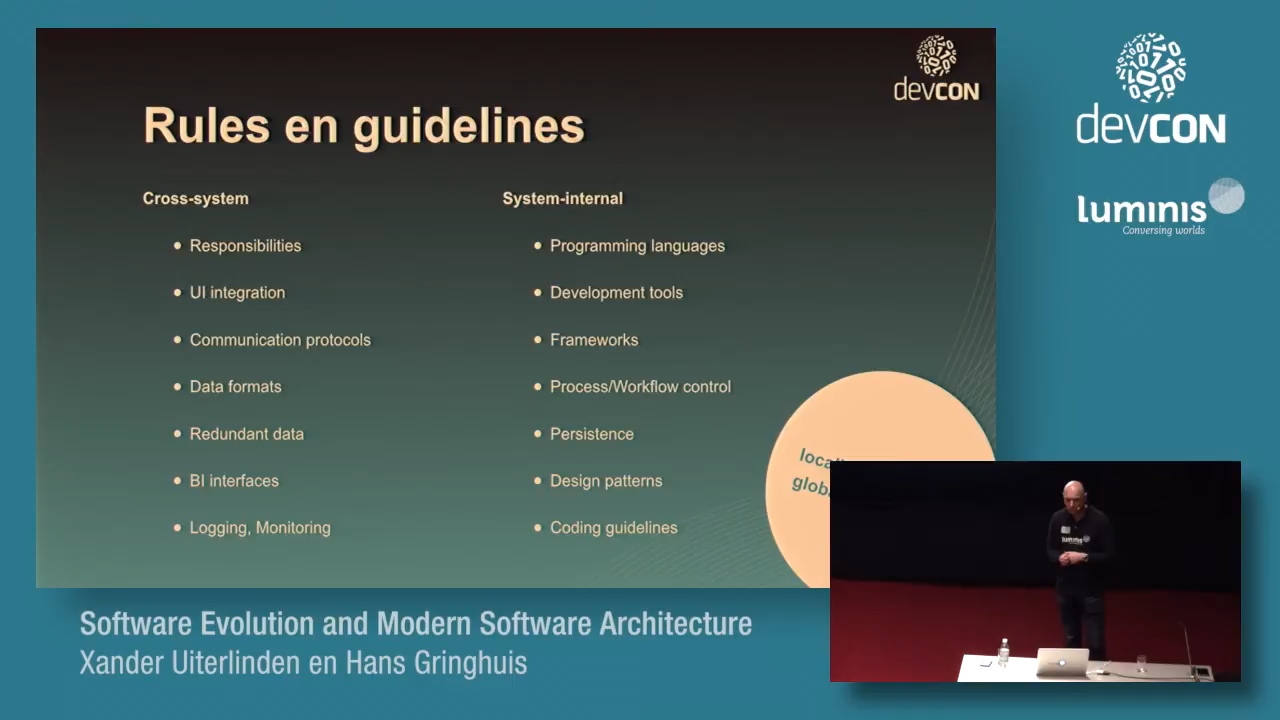 devcon
Rules en guidelines
Cross-system
• Responsibilities
• UI integration
• Communication protocols
• Data formats
• Redundant data
• BI interfaces
• Logging, Monitoring
System-internal
• Programming languages
• Development tools
• Frameworks
• Process/Workflow control
• Persistence
• Design patterns
• Coding guidelines
devcon
luminis
Conversing worlds
luminis
Software Evolution and Modern Software Architecture
Xander Uiterlinden en Hans Gringhuis